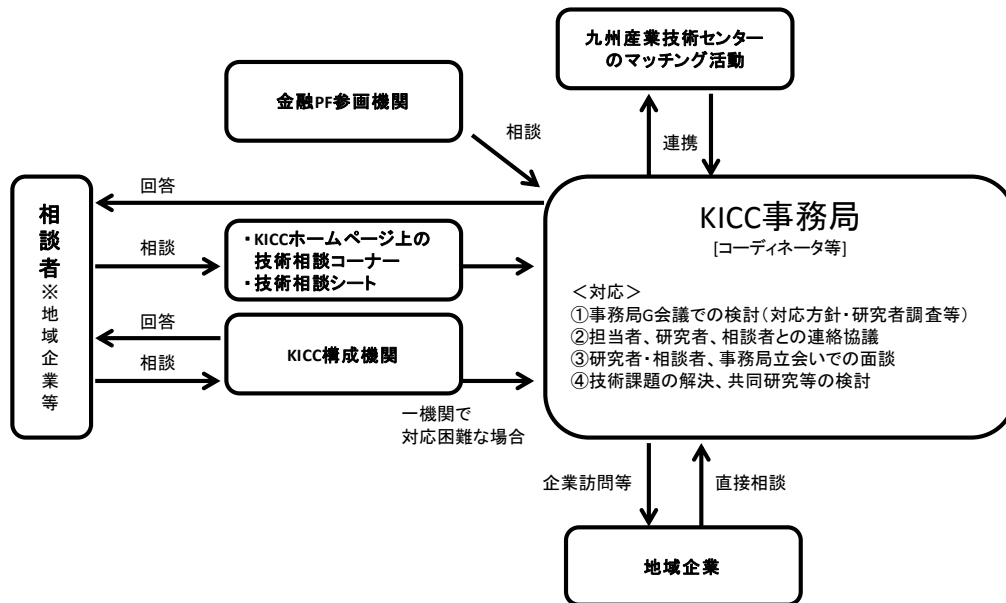 九州産業技術センター
のマッチング活動
金融PF参画機関
相談
連携
回答
相談者
※地域企業等
相談
・KICCホームページ上の
技術相談コーナー
・技術相談シート
回答
相談
KICC構成機関
一機関で
対応困難な場合
KICC事務局
[コーディネータ等]
＜対応＞
①事務局G会議での検討（対応方針・研究者調査等）
②担当者、研究者、相談者との連絡協議
③研究者・相談者、事務局立会いでの面談
④技術課題の解決、共同研究等の検討
企業訪問等
直接相談
地域企業